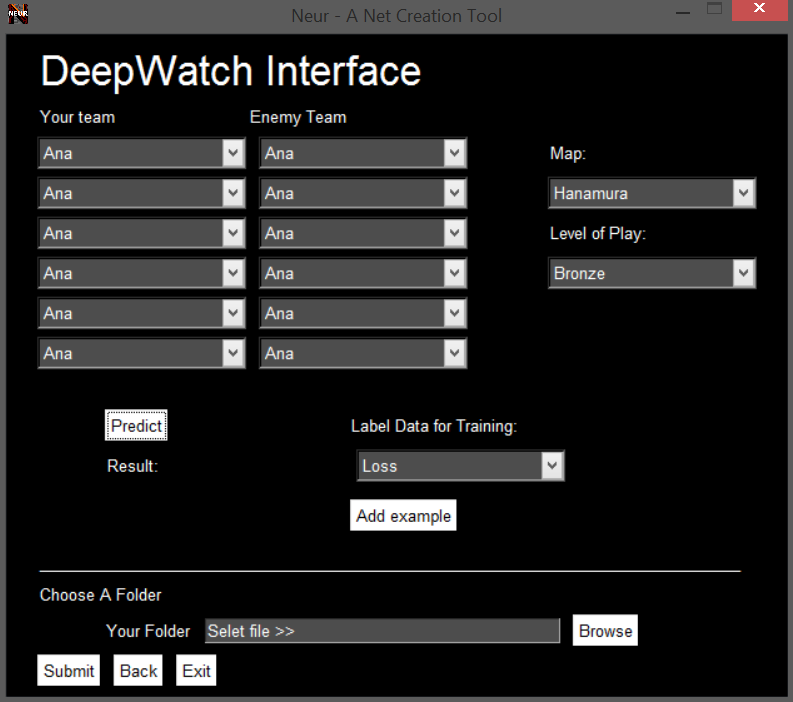 NEUR
Neur - A Net Creation Tool
DeepWatch Interface
Your team Enemy Team
Ana Ana Map:
Ana Ana Hanamura
Ana Ana Level of Play:
Ana Ana Bronze
Ana Ana
Ana Ana
Predict Label Data for Training:
Result: Loss
Add example
Choose A Folder
Your Folder Selet file >> Browse
Submit Back Exit